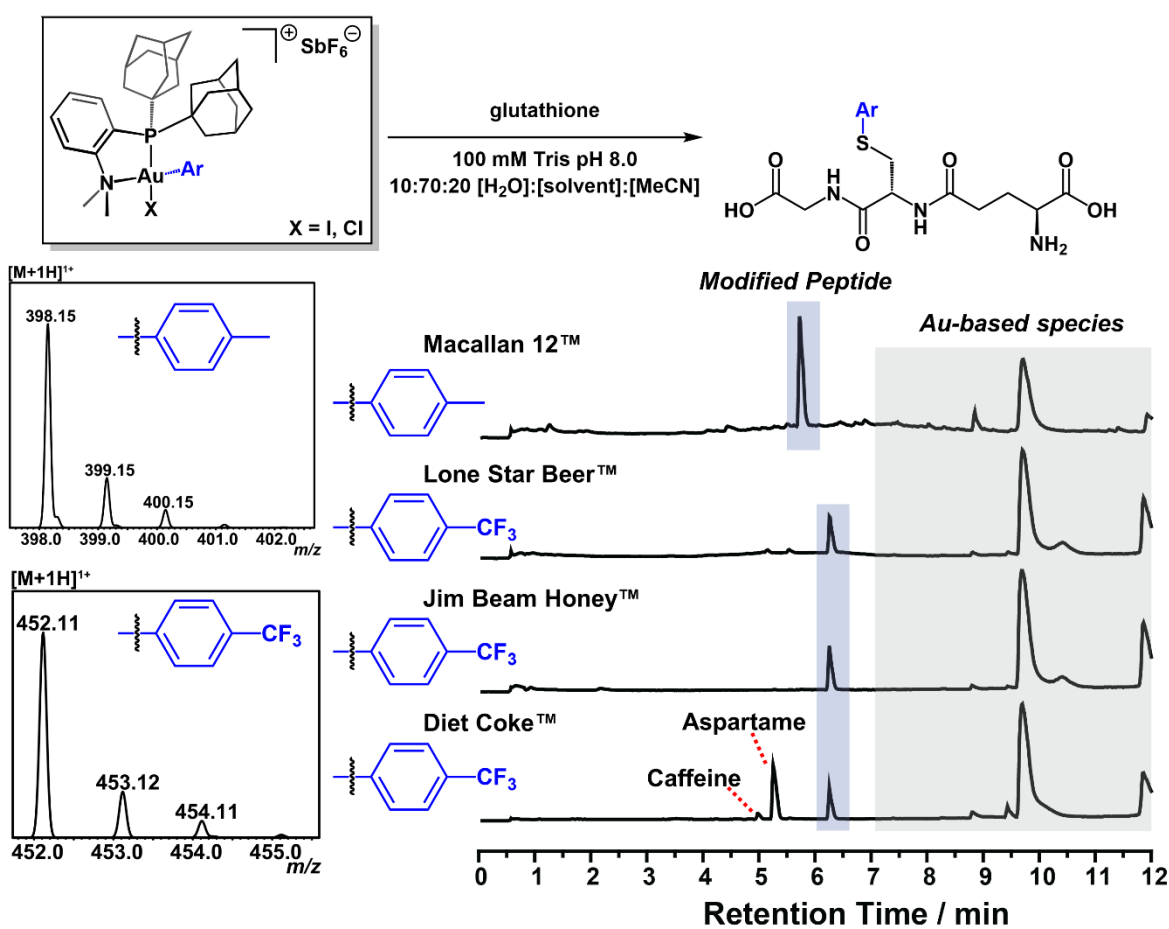 ⊕ SbF6 ⊖
P
Au
Ar
N
X
X = I, Cl
glutathione
100 mM Tris pH 8.0
10:70:20 [H2O]:[solvent]:[MeCN]
Ar
S
O
O
O
HO
NH
N
H
OH
O
NH2
[M+1H]1+
398.15
399.15
400.15
398.0 399.0 400.0 401.0 402.0
m/z
[M+1H]1+
CF3
452.11
453.12
454.11
452.0 453.0 454.0 455.0
m/z
Modified Peptide
Au-based species
Macallan 12™
Lone Star Beer™
CF3
Jim Beam Honey™
CF3
Diet Coke™
CF3
Aspartame
Caffeine
0 1 2 3 4 5 6 7 8 9 10 11 12
Retention Time / min